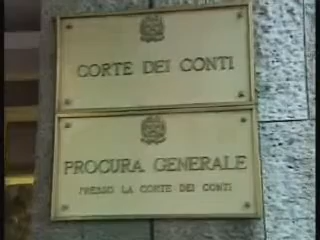 CORTE DEI CONTI
PROCURA GENERALE
PRESSO LA CORTE DEI CONTI